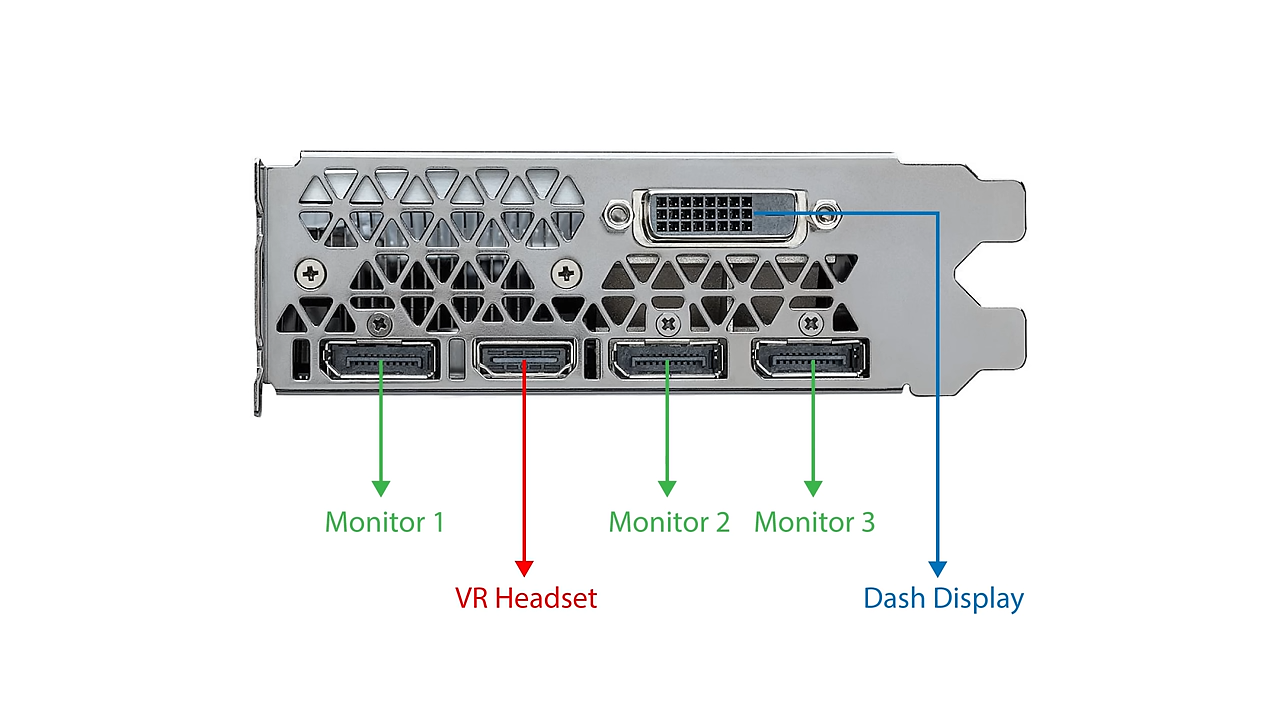 Monitor 1
Monitor 2
Monitor 3
VR Headset
Dash Display